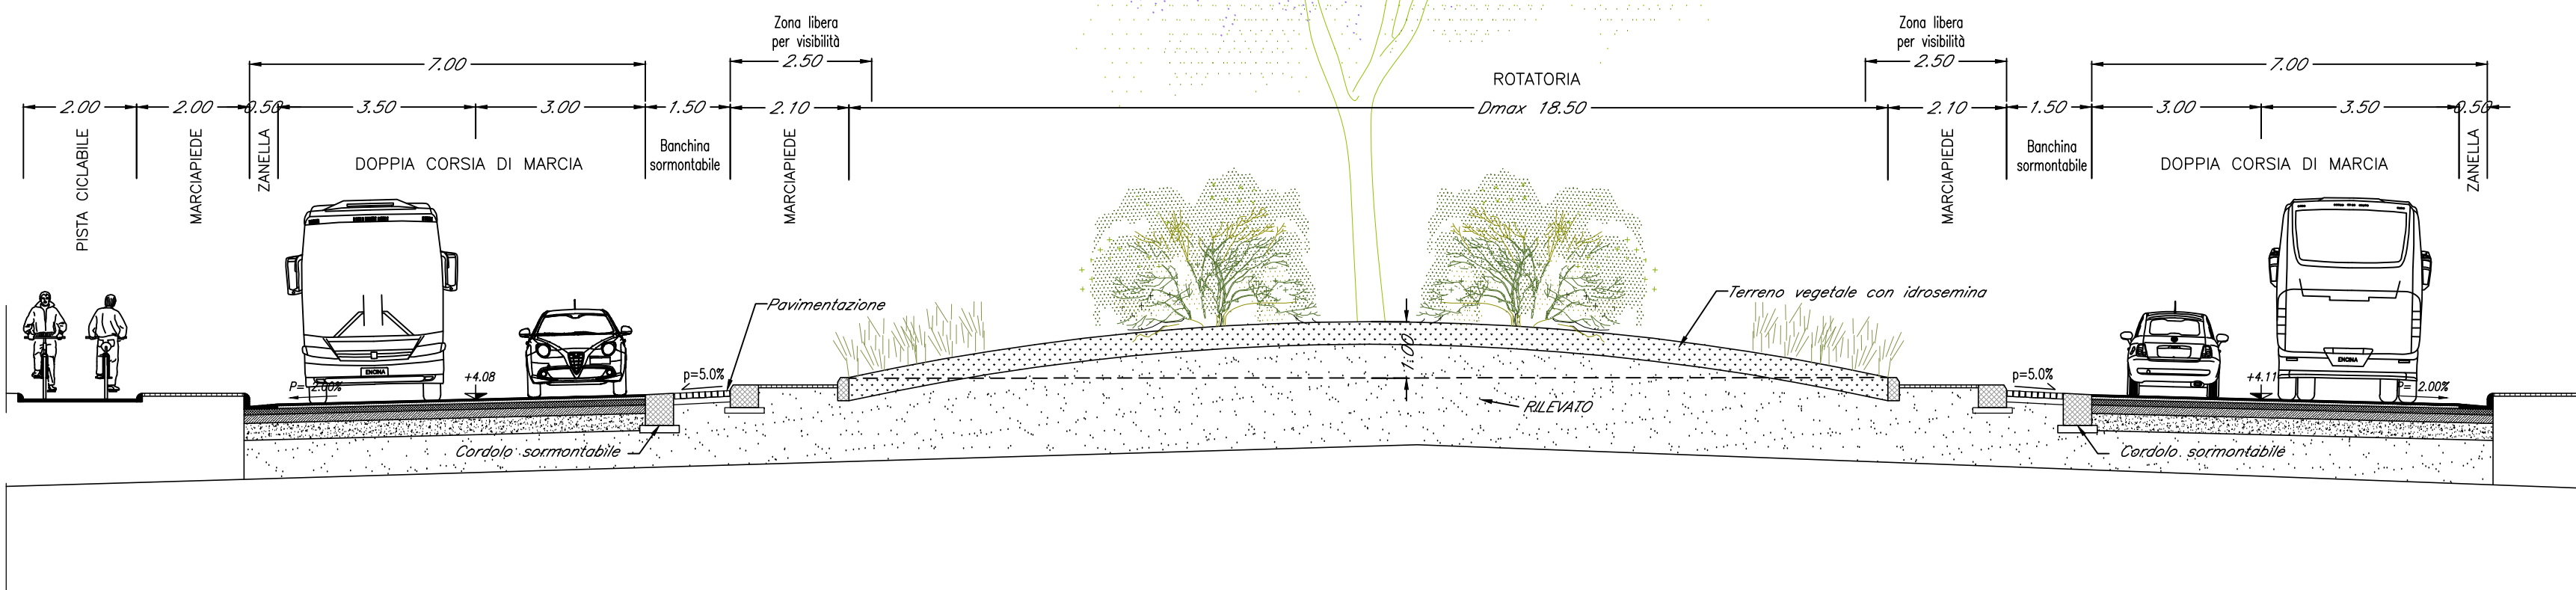 Zona libera
per visibilità
2.50
7.00
2.00
2.00
0.50
3.50
3.00
1.50
2.10
PISTA CICLABILE
MARCIAPIEDE
ZANELLA
DOPPIA CORSIA DI MARCIA
Banchina
sormontabile
MARCIAPIEDE
ROTATORIA
Dmax 18.50
Zona libera
per visibilità
2.50
7.00
2.10
1.50
3.00
3.50
0.50
MARCIAPIEDE
Banchina
sormontabile
DOPPIA CORSIA DI MARCIA
ZANELLA
Pavimentazione
Terreno vegetale con idrosemina
1.00
P= 2.00%
ENCINA
+4.08
p=5.0%
RILEVATO
p=5.0%
+4.11
ENCINA
P= 2.00%
Cordolo sormontabile
Cordolo sormontabile